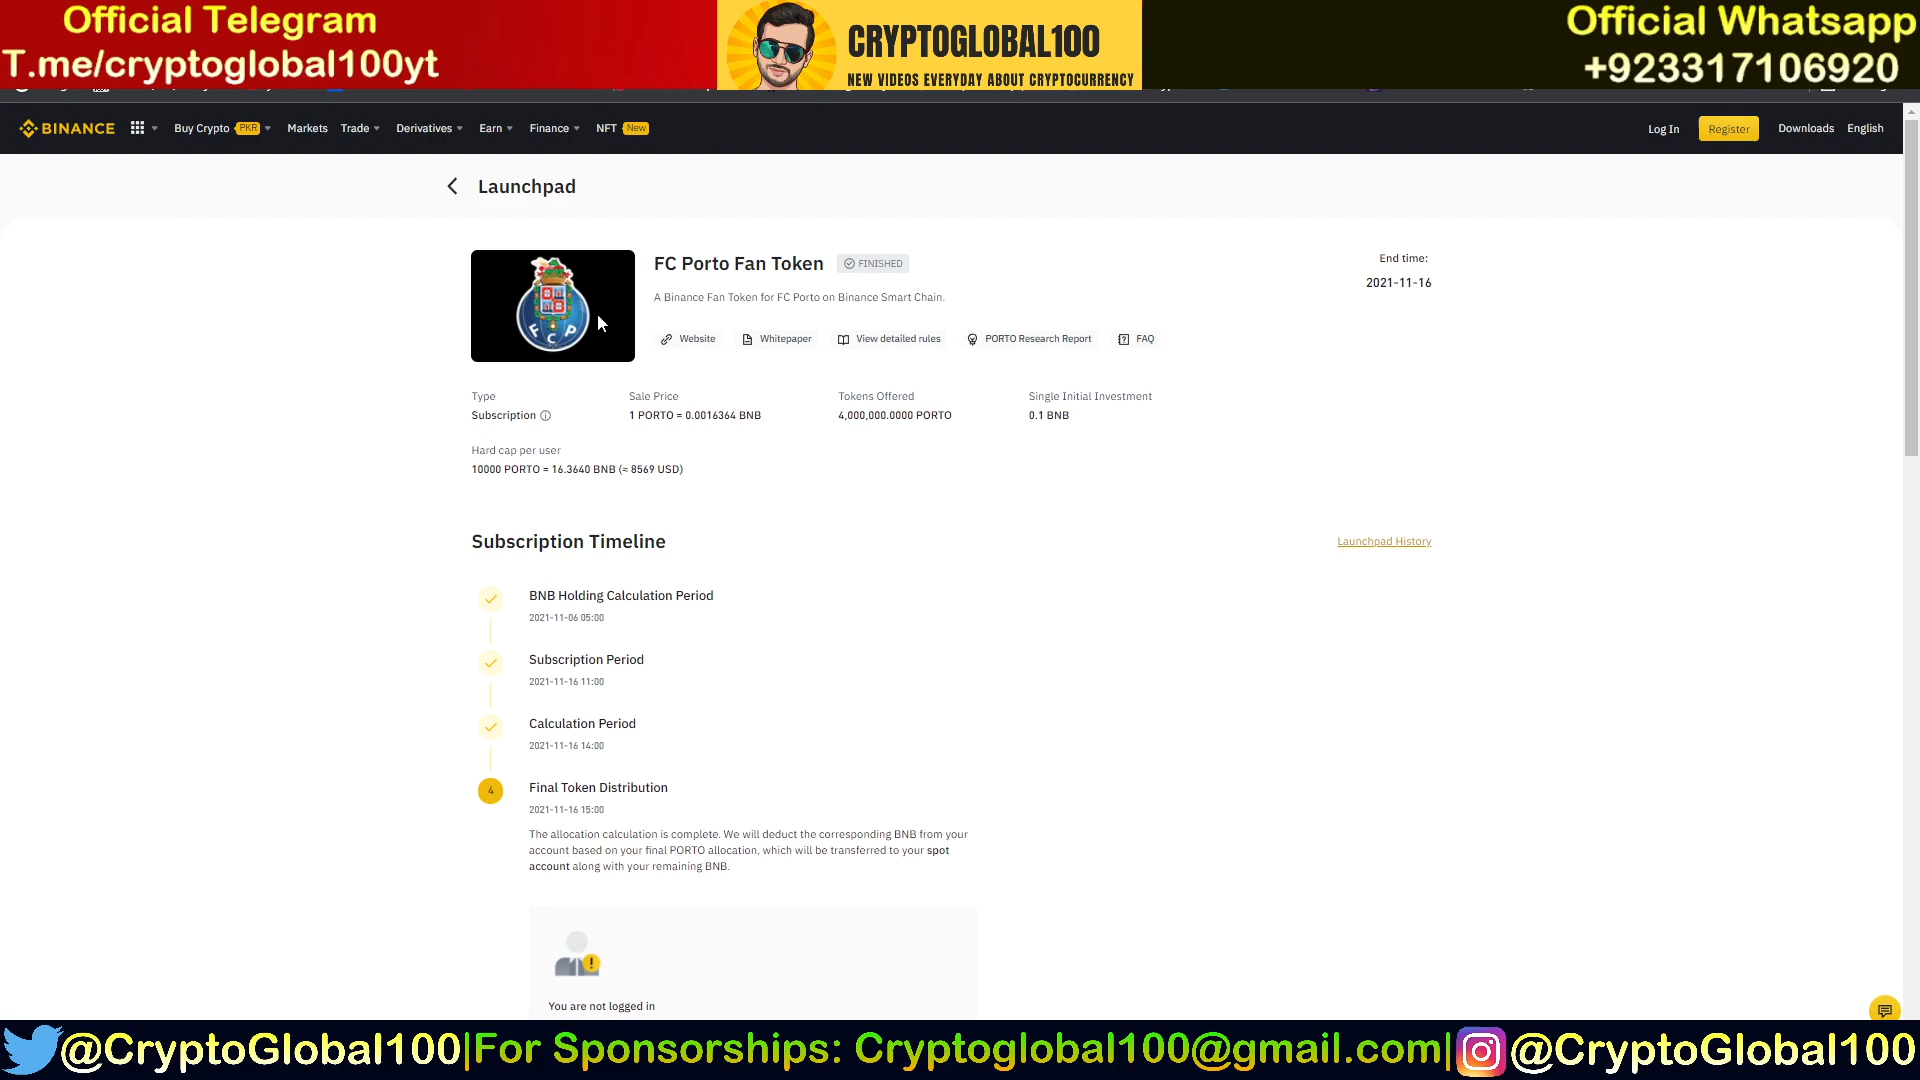 Official Telegram
T.me/cryptoglobal100yt
CRYPTOGLOBAL100
NEW VIDEOS EVERYDAY ABOUT CRYPTOCURRENCY
Official Whatsapp
+923317106920
BINANCE
Buy Crypto PKR Markets Trade Derivatives Earn Finance NFT New
Log In Register Downloads English
Launchpad
FC Porto Fan Token FINISHED
A Binance Fan Token for FC Porto on Binance Smart Chain.
End time:
2021-11-16
FCP
Website Whitepaper View detailed rules PORTO Research Report FAQ
Type
Subscription
Sale Price
1 PORTO = 0.0016364 BNB
Tokens Offered
4,000,000.0000 PORTO
Single Initial Investment
0.1 BNB
Hard cap per user
10000 PORTO = 16.3640 BNB (≈ 8569 USD)
Subscription Timeline
Launchpad History
BNB Holding Calculation Period
2021-11-06 05:00
Subscription Period
2021-11-16 11:00
Calculation Period
2021-11-16 14:00
4
Final Token Distribution
2021-11-16 15:00
The allocation calculation is complete. We will deduct the corresponding BNB from your
account based on your final PORTO allocation, which will be transferred to your spot
account along with your remaining BNB.
You are not logged in
@CryptoGlobal100|For Sponsorships: Cryptoglobal100@gmail.com|@CryptoGlobal100